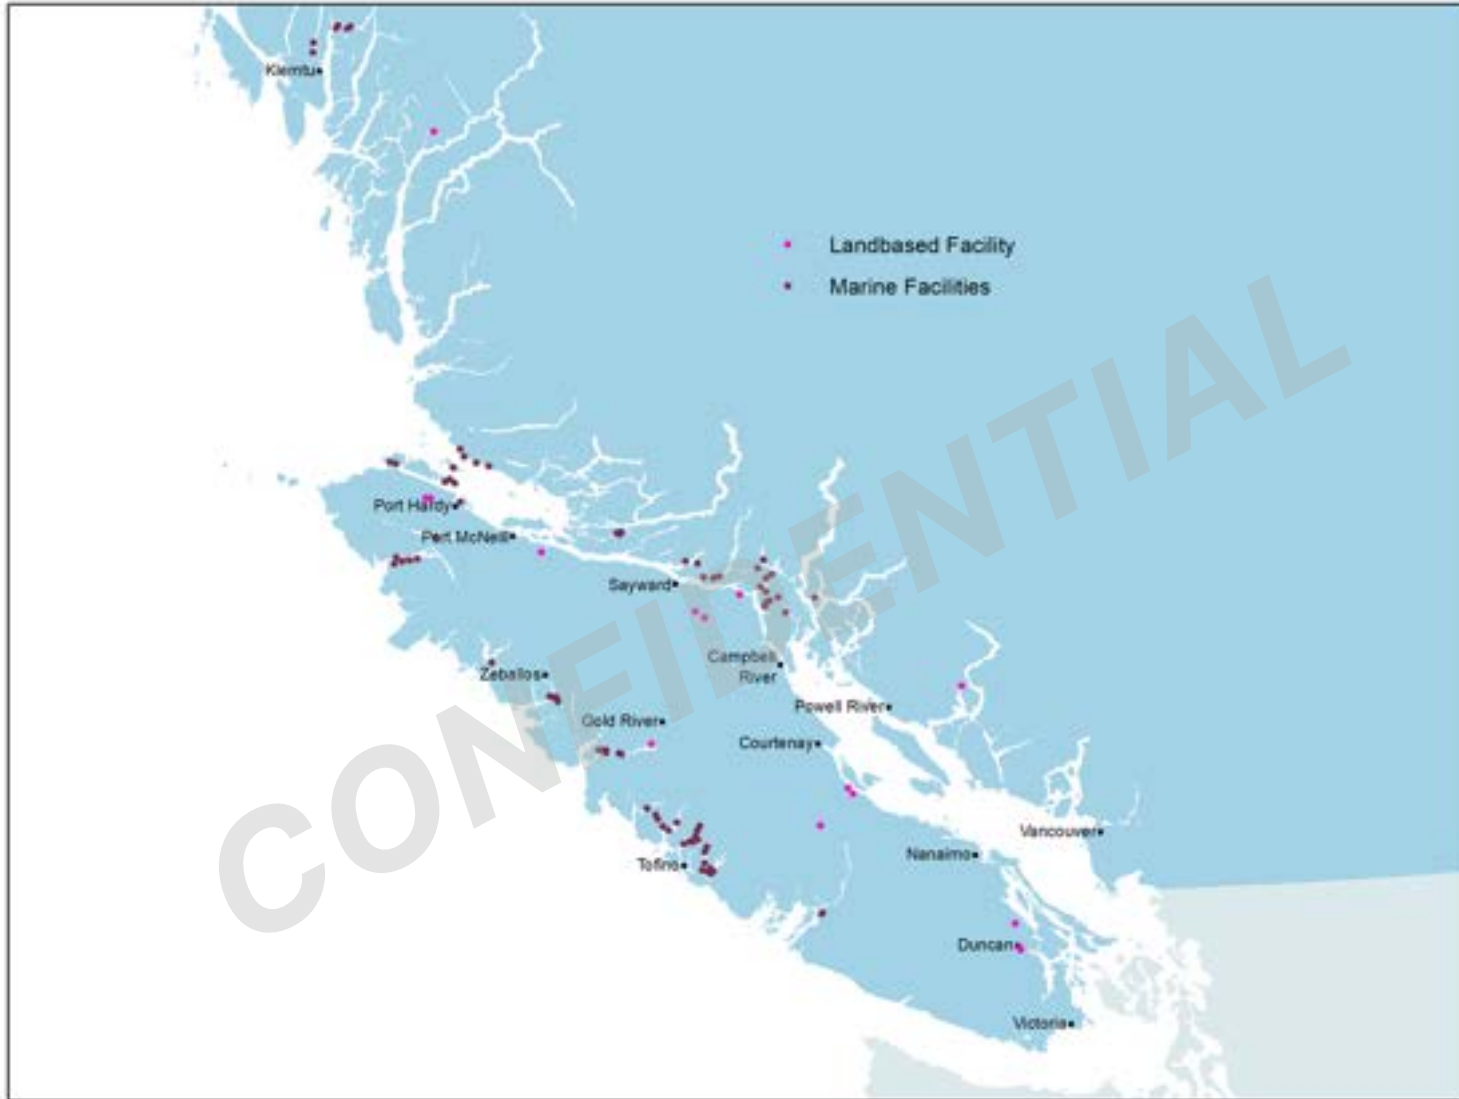 Klemtu
Landbased Facility
Marine Facilities
Port Hardy
Port McNeill
Sayward
Campbell
River
Zeballos
Powell River
Gold River
Courtenay
Vancouver
Nanaimo
Tofino
Duncan
Victoria
CONFIDENTIAL